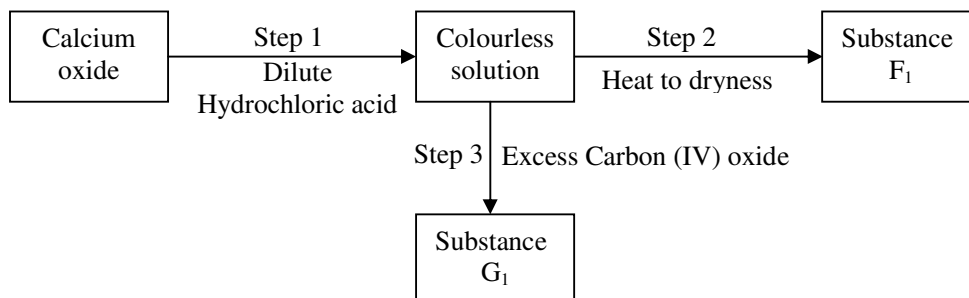 Calcium
oxide
Step 1
Dilute
Hydrochloric acid
Colourless
solution
Step 2
Heat to dryness
Substance
F₁
Step 3
Excess Carbon (IV) oxide
Substance
G₁